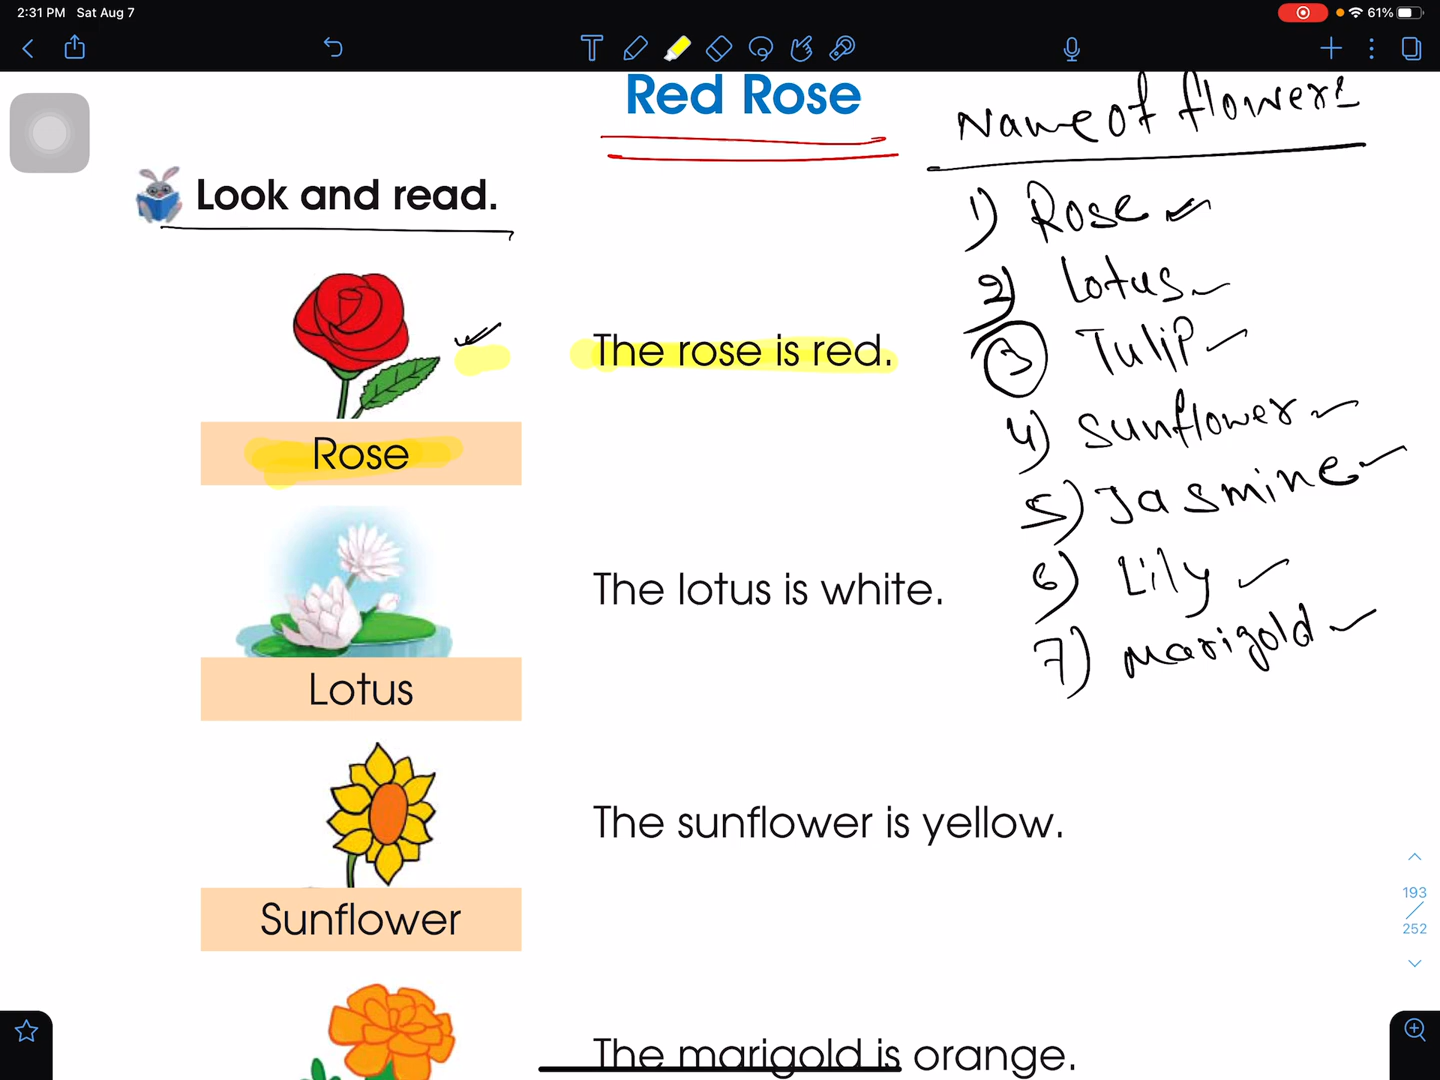 2:31 PM Sat Aug 7
61%
Red Rose
Look and read.
The rose is red.
Rose
The lotus is white.
Lotus
The sunflower is yellow.
Sunflower
The marigold is orange.
Name of flowers
1) Rose
2) Lotus
3 Tulip
4) Sunflower
5) Jasmine
6) Lily
7) Marigold
193
252